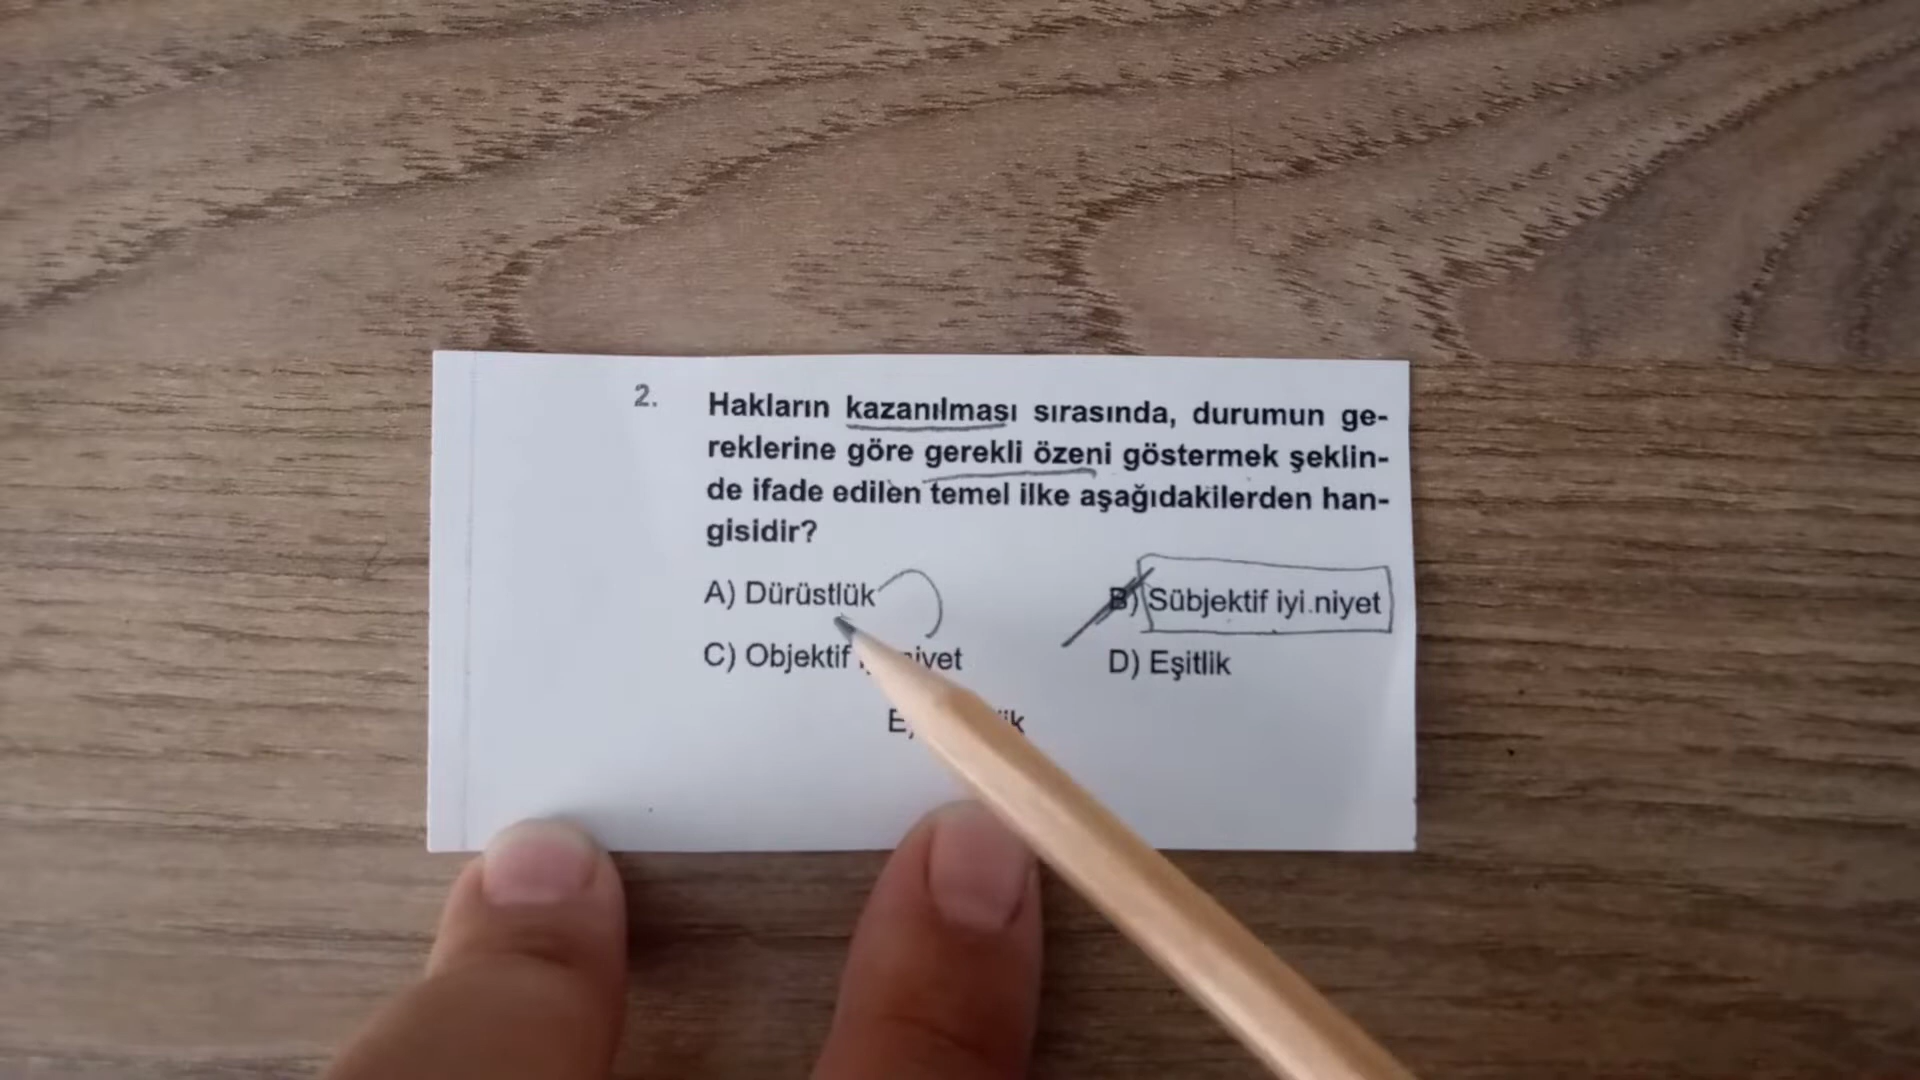 2.
Hakların kazanılması sırasında, durumun ge-
reklerine göre gerekli özeni göstermek şeklin-
de ifade edilen temel ilke aşağıdakilerden han-
gisidir?
A) Dürüstlük
B) Sübjektif iyi niyet
C) Objektif
D) Eşitlik